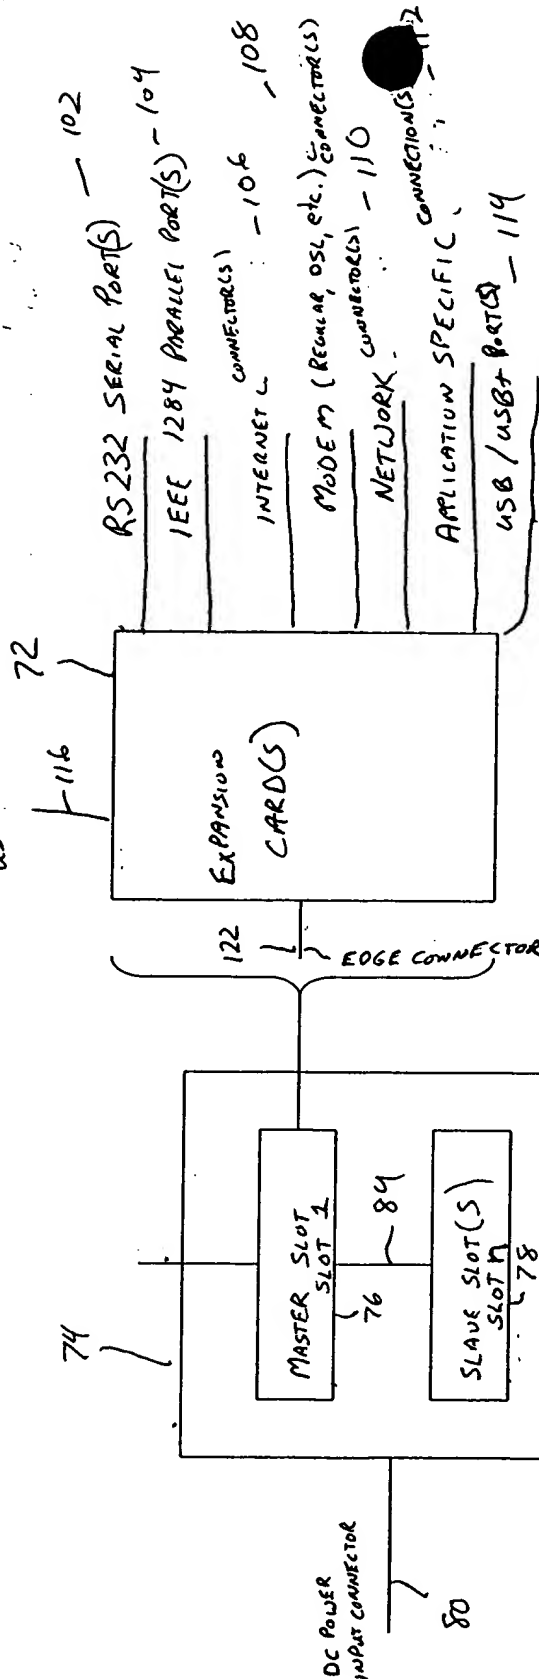 RS232 SERIAL PORT(S) — 102
IEEE 1284 PARALLEL PORT(S) - 104
INTERNET CONNECTOR(S) - 106
MODEM (REGULAR, DSL, etc.) CONNECTOR(S) - 108
NETWORK CONNECTOR(S) - 110
APPLICATION SPECIFIC CONNECTION(S)
USB / USB+ PORT(S) — 114
72
116
EXPANSION
CARD(S)
122
EDGE CONNECTOR
74
MASTER SLOT
SLOT 1
76
84
SLAVE SLOT(S)
SLOT n
78
DC POWER
INPUT CONNECTOR
80